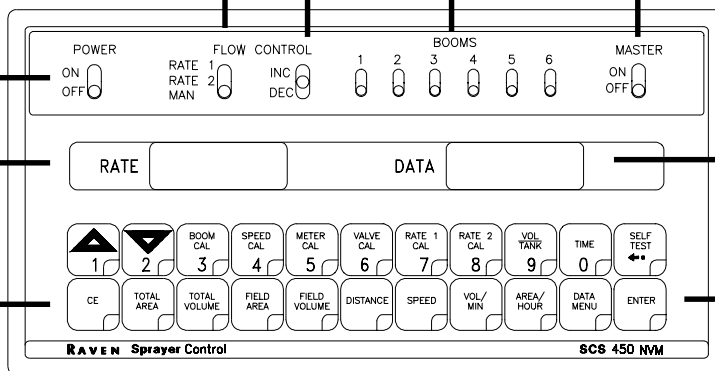 POWER
ON
OFF
FLOW CONTROL
RATE 1
RATE 2
MAN
INC
DEC
BOOMS
1 2 3 4 5 6
MASTER
ON
OFF
RATE
DATA
1
2
BOOM CAL 3
SPEED CAL 4
METER CAL 5
VALVE CAL 6
RATE 1 CAL 7
RATE 2 CAL 8
VOL TANK 9
TIME 0
SELF TEST
CE
TOTAL AREA
TOTAL VOLUME
FIELD AREA
FIELD VOLUME
DISTANCE
SPEED
VOL/ MIN
AREA/ HOUR
DATA MENU
ENTER
RAVEN Sprayer Control
SCS 450 NVM